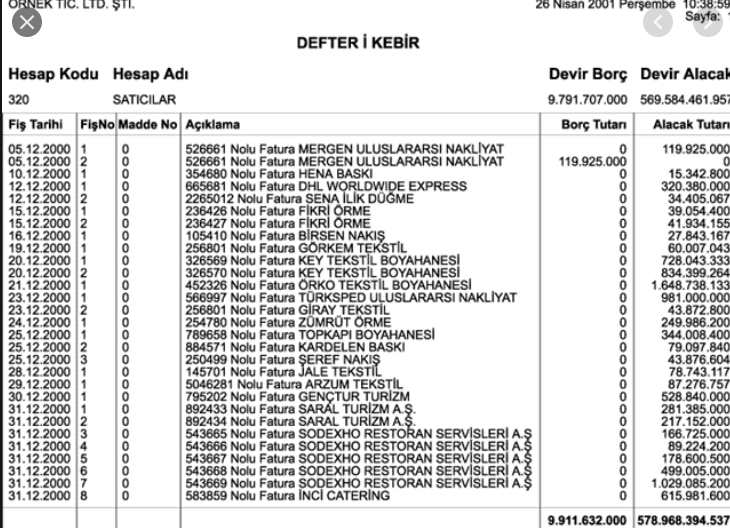 ÖRNEK TİC. LTD. ŞTİ. 26 Nisan 2001 Perşembe 10:38:59
Sayfa:
DEFTER İ KEBİR
Hesap Kodu Hesap Adı Devir Borç Devir Alacak
320 SATICILAR 9.791.707.000 569.584.461.957
Fiş Tarihi FişNo Madde No Açıklama Borç Tutarı Alacak Tutarı
05.12.2000 1 0 526661 Nolu Fatura MERGEN ULUSLARARSI NAKLİYAT 0 119.925.000
05.12.2000 2 0 526661 Nolu Fatura MERGEN ULUSLARARSI NAKLİYAT 119.925.000 0
10.12.2000 1 0 354680 Nolu Fatura HENA BASKI 0 15.342.800
12.12.2000 1 0 665681 Nolu Fatura DHL WORLDWIDE EXPRESS 0 320.380.000
12.12.2000 2 0 2265012 Nolu Fatura SENA İLİK DÜĞME 0 34.405.067
15.12.2000 1 0 236426 Nolu Fatura FİKRİ ÖRME 0 39.054.400
15.12.2000 2 0 236427 Nolu Fatura FİKRİ ÖRME 0 41.934.155
16.12.2000 1 0 105410 Nolu Fatura BİRSEN NAKIŞ 0 27.843.167
19.12.2000 1 0 256801 Nolu Fatura GÖRKEM TEKSTİL 0 60.007.043
20.12.2000 1 0 326569 Nolu Fatura KEY TEKSTİL BOYAHANESİ 0 728.043.333
20.12.2000 2 0 326570 Nolu Fatura KEY TEKSTİL BOYAHANESİ 0 834.399.264
21.12.2000 1 0 452326 Nolu Fatura ÖRKO TEKSTİL BOYAHANESİ 0 1.648.738.133
23.12.2000 1 0 566997 Nolu Fatura TÜRKSPED ULUSLARARSI NAKLİYAT 0 981.000.000
23.12.2000 2 0 256801 Nolu Fatura GİRAY TEKSTİL 0 43.872.800
24.12.2000 1 0 254780 Nolu Fatura ZÜMRÜT ÖRME 0 249.986.200
25.12.2000 1 0 789658 Nolu Fatura TOPKAPI BOYAHANESİ 0 344.008.400
25.12.2000 2 0 884571 Nolu Fatura KARDELEN BASKI 0 79.097.840
25.12.2000 3 0 250499 Nolu Fatura ŞEREF NAKIŞ 0 43.876.604
28.12.2000 1 0 145701 Nolu Fatura JALE TEKSTİL 0 78.743.117
29.12.2000 1 0 5046281 Nolu Fatura ARZUM TEKSTİL 0 87.276.757
30.12.2000 1 0 795202 Nolu Fatura GENÇTUR TURİZM 0 528.840.000
31.12.2000 1 0 892433 Nolu Fatura SARAL TURİZM A.Ş. 0 281.385.000
31.12.2000 2 0 892434 Nolu Fatura SARAL TURİZM A.Ş. 0 217.152.000
31.12.2000 3 0 543665 Nolu Fatura SODEXHO RESTORAN SERVİSLERİ A.Ş 0 166.725.000
31.12.2000 4 0 543666 Nolu Fatura SODEXHO RESTORAN SERVİSLERİ A.Ş 0 89.224.200
31.12.2000 5 0 543667 Nolu Fatura SODEXHO RESTORAN SERVİSLERİ A.Ş 0 178.600.500
31.12.2000 6 0 543668 Nolu Fatura SODEXHO RESTORAN SERVİSLERİ A.Ş 0 499.005.000
31.12.2000 7 0 543669 Nolu Fatura SODEXHO RESTORAN SERVİSLERİ A.Ş 0 1.029.085.200
31.12.2000 8 0 583859 Nolu Fatura İNCİ CATERING 0 615.981.600
9.911.632.000 578.968.394.537